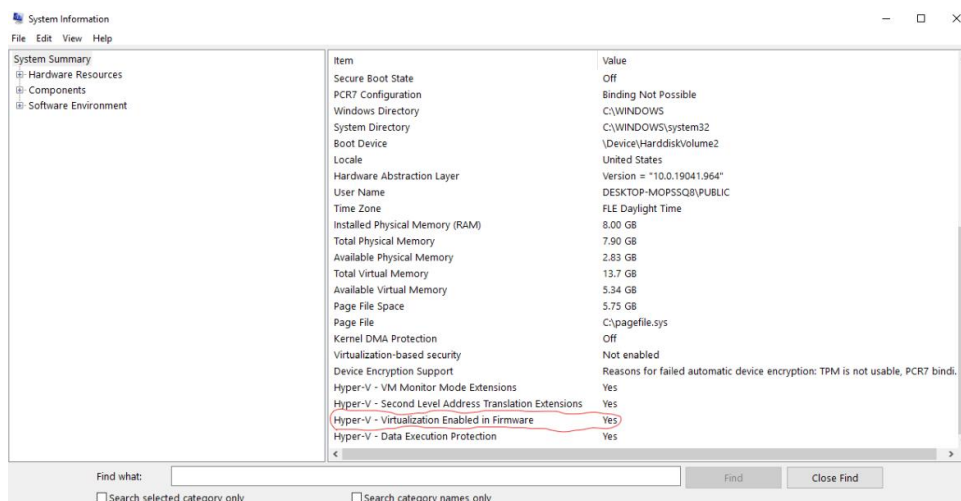 System Information
File Edit View Help
System Summary
Hardware Resources
Components
Software Environment
Item Value
Secure Boot State Off
PCR7 Configuration Binding Not Possible
Windows Directory C:\WINDOWS
System Directory C:\WINDOWS\system32
Boot Device \Device\HarddiskVolume2
Locale United States
Hardware Abstraction Layer Version = "10.0.19041.964"
User Name DESKTOP-MOPSSQ8\PUBLIC
Time Zone FLE Daylight Time
Installed Physical Memory (RAM) 8.00 GB
Total Physical Memory 7.90 GB
Available Physical Memory 2.83 GB
Total Virtual Memory 13.7 GB
Available Virtual Memory 5.34 GB
Page File Space 5.75 GB
Page File C:\pagefile.sys
Kernel DMA Protection Off
Virtualization-based security Not enabled
Device Encryption Support Reasons for failed automatic device encryption: TPM is not usable, PCR7 bindi.
Hyper-V - VM Monitor Mode Extensions Yes
Hyper-V - Second Level Address Translation Extensions Yes
Hyper-V - Virtualization Enabled in Firmware Yes
Hyper-V - Data Execution Protection Yes
Find what: Find Close Find
Search selected category only Search category names only